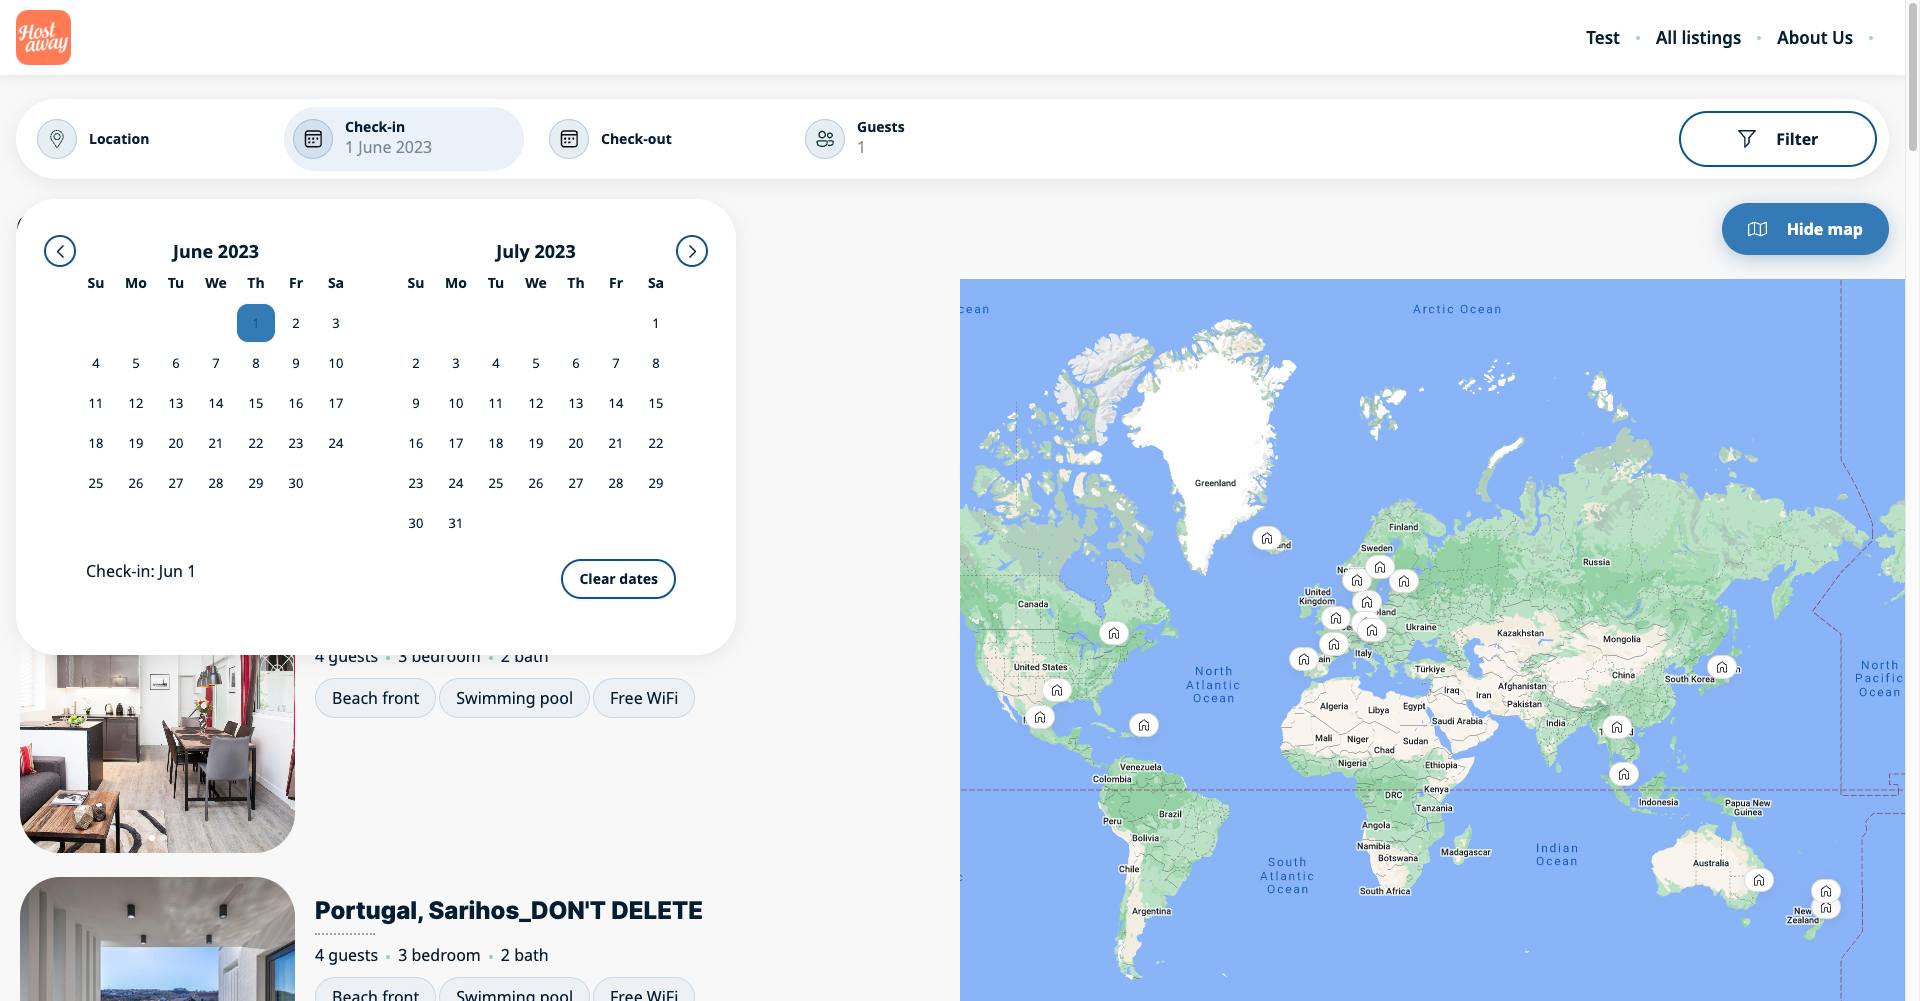 Host
away
Test
All listings
About Us
Location
Check-in
1 June 2023
Check-out
Guests
1
Filter
Hide map
June 2023
Su Mo Tu We Th Fr Sa
1 2 3
4 5 6 7 8 9 10
11 12 13 14 15 16 17
18 19 20 21 22 23 24
25 26 27 28 29 30
July 2023
Su Mo Tu We Th Fr Sa
1
2 3 4 5 6 7 8
9 10 11 12 13 14 15
16 17 18 19 20 21 22
23 24 25 26 27 28 29
30 31
Check-in: Jun 1
Clear dates
4 guests • 3 bedroom • 2 bath
Beach front
Swimming pool
Free WiFi
Portugal, Sarihos_DON'T DELETE
4 guests • 3 bedroom • 2 bath
Beach front
Swimming pool
Free WiFi
cean
Arctic Ocean
Greenland
Finland
Sweden
Russia
United
Kingdom
Canada
Ukraine
Kazakhstan
Mongolia
Italy
United States
Türkiye
China
South Korea
North
Atlantic
Ocean
North
Pacific
Ocean
Iraq
Iran
Afghanistan
Pakistan
Algeria
Libya
Egypt
Saudi Arabia
India
Mali
Niger
Chad
Sudan
Nigeria
Ethiopia
Venezuela
Colombia
DRC
Kenya
Tanzania
Indonesia
Papua New
Guinea
Peru
Brazil
Bolivia
Angola
Namibia
Botswana
Madagascar
Chile
South
Atlantic
Ocean
Indian
Ocean
Australia
South Africa
Argentina
New
Zealand